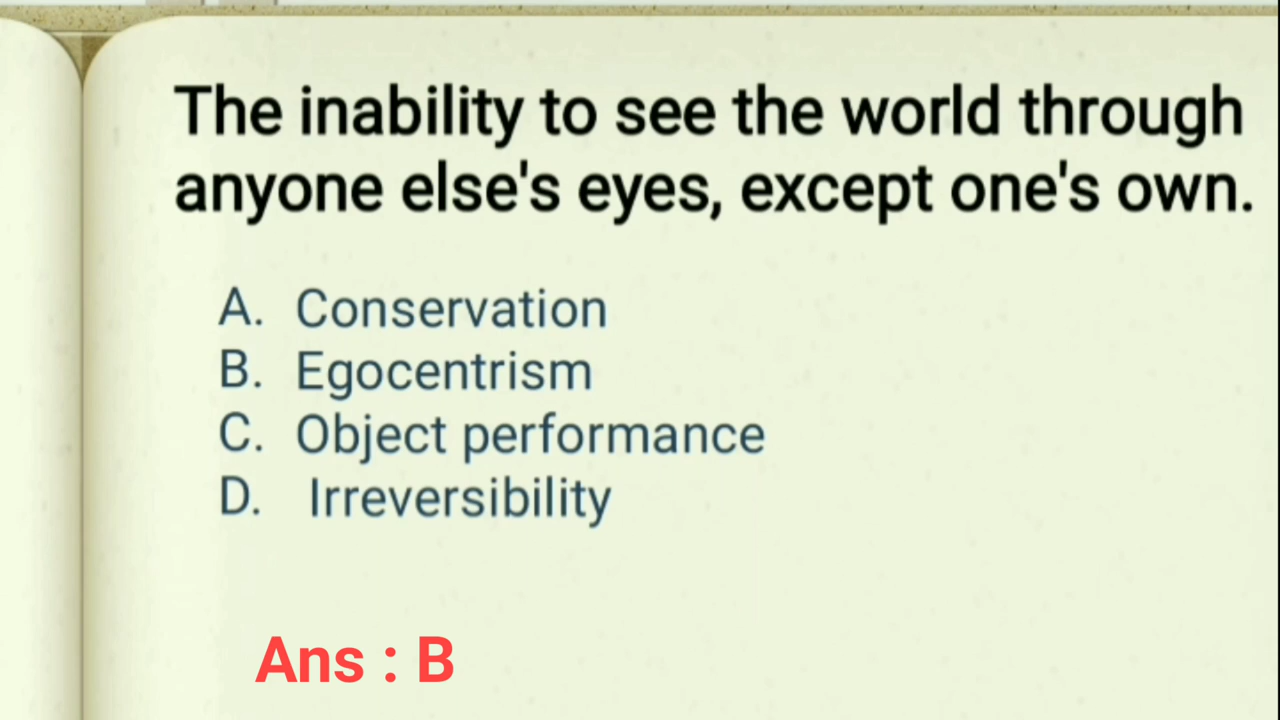 The inability to see the world through
anyone else's eyes, except one's own.
A. Conservation
B. Egocentrism
C. Object performance
D. Irreversibility
Ans : B